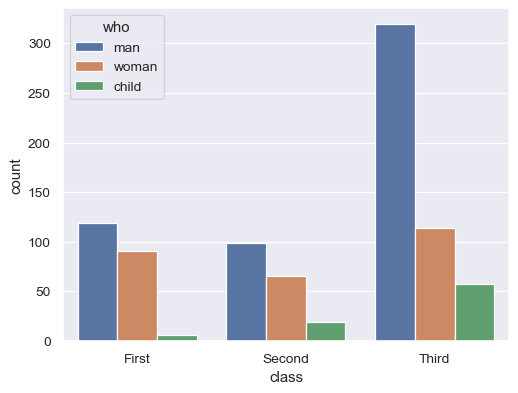 who
man
woman
child
300
250
200
150
100
50
0
count
First Second Third
class